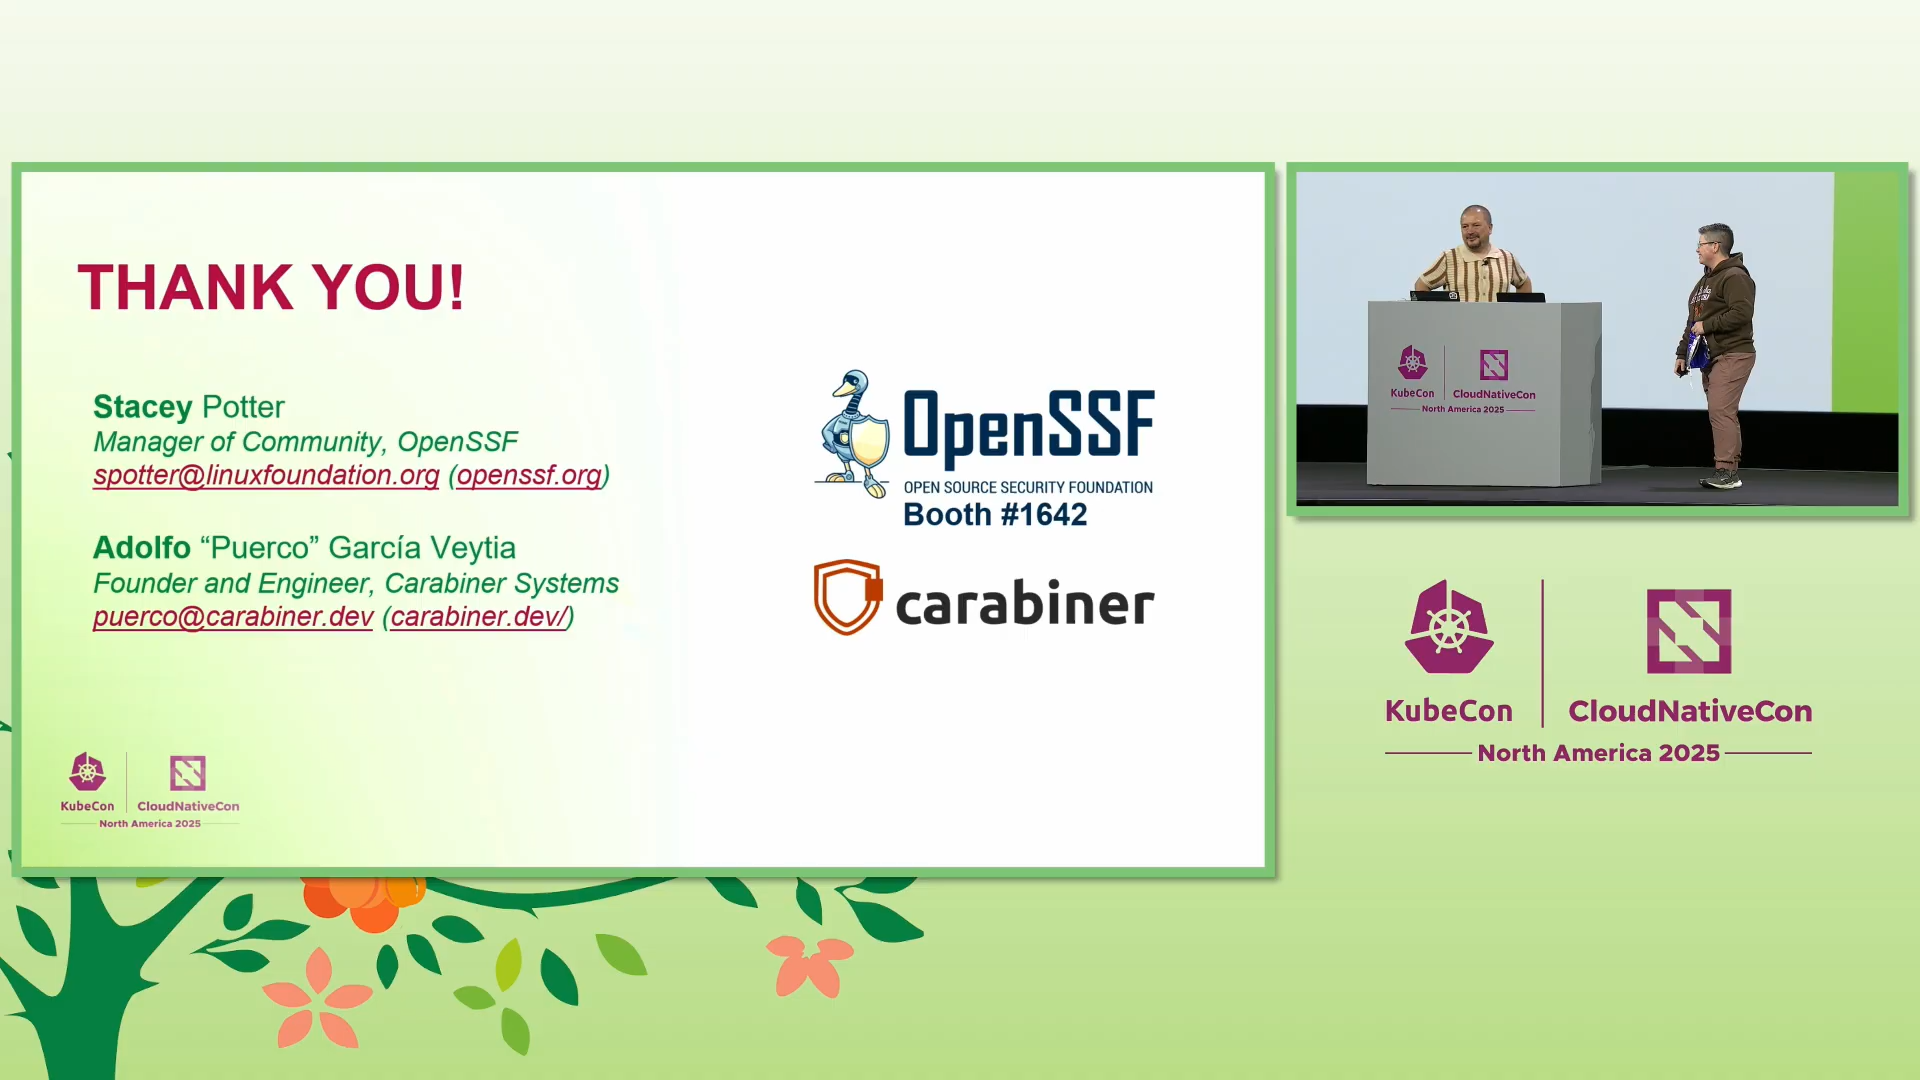 THANK YOU!
Stacey Potter
Manager of Community, OpenSSF
spotter@linuxfoundation.org (openssf.org)
Adolfo “Puerco” García Veytia
Founder and Engineer, Carabiner Systems
puerco@carabiner.dev (carabiner.dev/)
OpenSSF
OPEN SOURCE SECURITY FOUNDATION
Booth #1642
carabiner
KubeCon CloudNativeCon
North America 2025
KubeCon CloudNativeCon
North America 2025
KubeCon CloudNativeCon
North America 2025